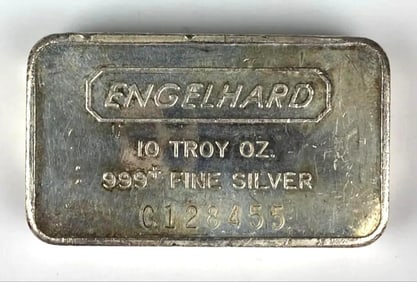 ENGELHARD
10 TROY OZ.
999+ FINE SILVER
C128455